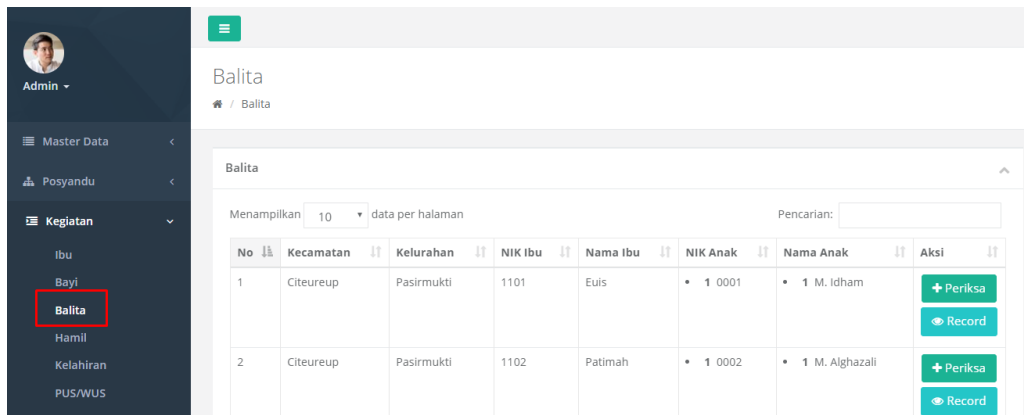 Admin
Master Data
Posyandu
Kegiatan
Ibu
Bayi
Balita
Hamil
Kelahiran
PUS/WUS
Balita
/ Balita
Balita
Menampilkan 10 data per halaman
Pencarian:
No Kecamatan Kelurahan NIK Ibu Nama Ibu NIK Anak Nama Anak Aksi
1 Citeureup Pasirmukti 1101 Euis • 1 0001 • 1 M. Idham + Periksa
Record
2 Citeureup Pasirmukti 1102 Patimah • 1 0002 • 1 M. Alghazali + Periksa
Record